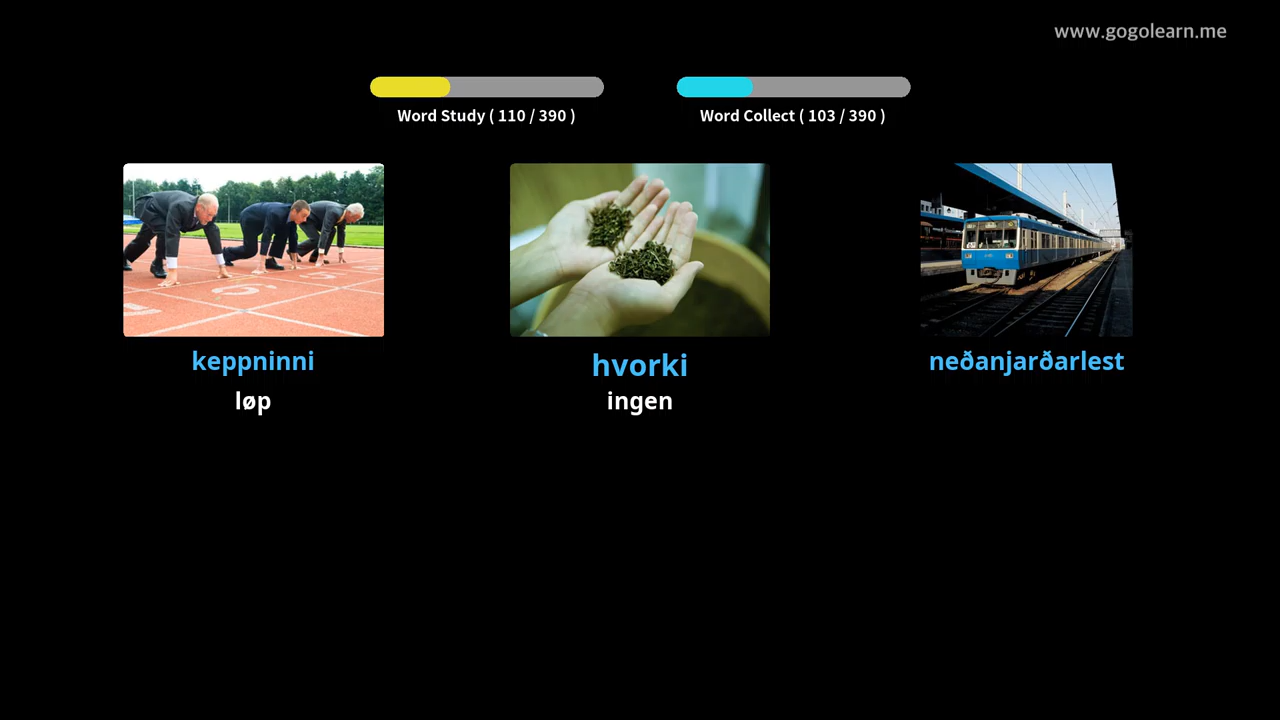 www.gogolearn.me
Word Study ( 110 / 390 )
Word Collect ( 103 / 390 )
keppninni
hvorki
neðanjarðarlest
løp
ingen